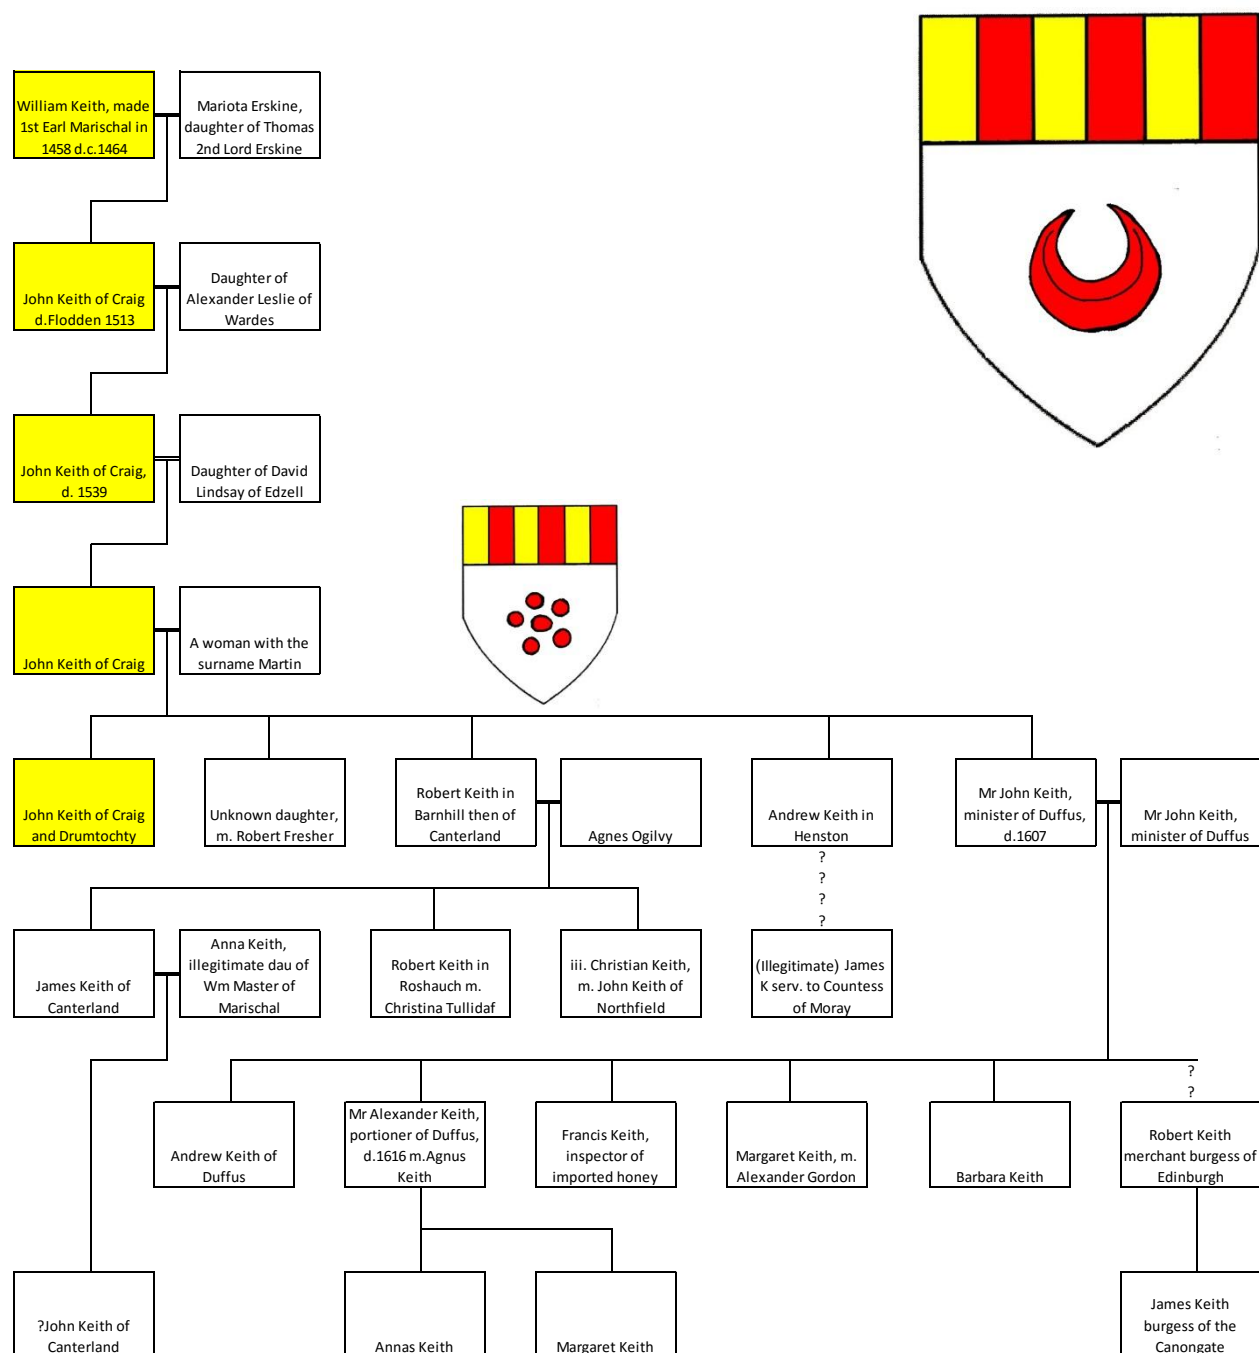 William Keith, made
1st Earl Marischal in
1458 d.c.1464
Mariota Erskine,
daughter of Thomas
2nd Lord Erskine
John Keith of Craig
d.Flodden 1513
Daughter of
Alexander Leslie of
Wardes
John Keith of Craig,
d. 1539
Daughter of David
Lindsay of Edzell
John Keith of Craig
A woman with the
surname Martin
John Keith of Craig
and Drumtochty
Unknown daughter,
m. Robert Fresher
Robert Keith in
Barnhill then of
Canterland
Agnes Ogilvy
Andrew Keith in
Henston
Mr John Keith,
minister of Duffus,
d.1607
Mr John Keith,
minister of Duffus
?
?
?
?
James Keith of
Canterland
Anna Keith,
illegitimate dau of
Wm Master of
Marischal
Robert Keith in
Roshauch m.
Christina Tullidaf
iii. Christian Keith,
m. John Keith of
Northfield
(Illegitimate) James
K serv. to Countess
of Moray
?
?
Andrew Keith of
Duffus
Mr Alexander Keith,
portioner of Duffus,
d.1616 m.Agnus
Keith
Francis Keith,
inspector of
imported honey
Margaret Keith, m.
Alexander Gordon
Barbara Keith
Robert Keith
merchant burgess of
Edinburgh
?John Keith of
Canterland
Annas Keith
Margaret Keith
James Keith
burgess of the
Canongate